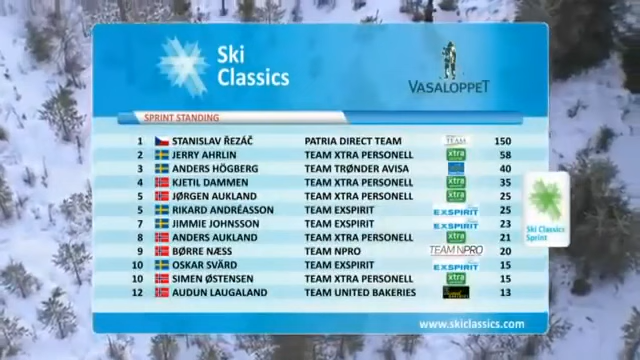 Ski
Classics
VASALOPPET
SPRINT STANDING
1 STANISLAV ŘEZÁČ PATRIA DIRECT TEAM TEAM 150
2 JERRY AHRLIN TEAM XTRA PERSONELL xtra 58
3 ANDERS HÖGBERG TEAM TRØNDER AVISA 40
4 KJETIL DAMMEN TEAM XTRA PERSONELL xtra 35
5 JØRGEN AUKLAND TEAM XTRA PERSONELL xtra 25
5 RIKARD ANDRÉASSON TEAM EXSPIRIT EXSPIRIT 25
7 JIMMIE JOHNSSON TEAM EXSPIRIT EXSPIRIT 23
8 ANDERS AUKLAND TEAM XTRA PERSONELL xtra 21
9 BØRRE NÆSS TEAM NPRO TEAM NPRO 20
10 OSKAR SVÄRD TEAM EXSPIRIT EXSPIRIT 15
10 SIMEN ØSTENSEN TEAM XTRA PERSONELL xtra 15
12 AUDUN LAUGALAND TEAM UNITED BAKERIES 13
Ski Classics
Sprint
www.skiclassics.com